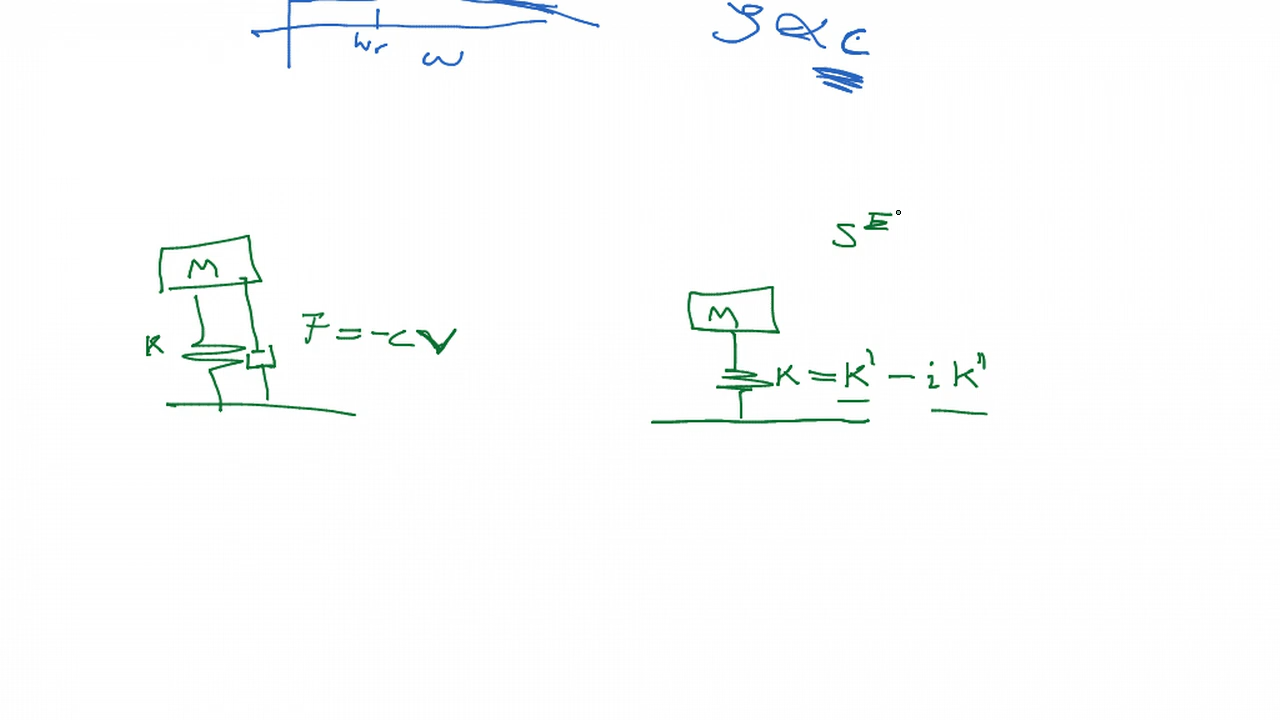 ωr
ω
ζ ∝ c
s^E
M
K
F = -cv
M
K = K' - i K"